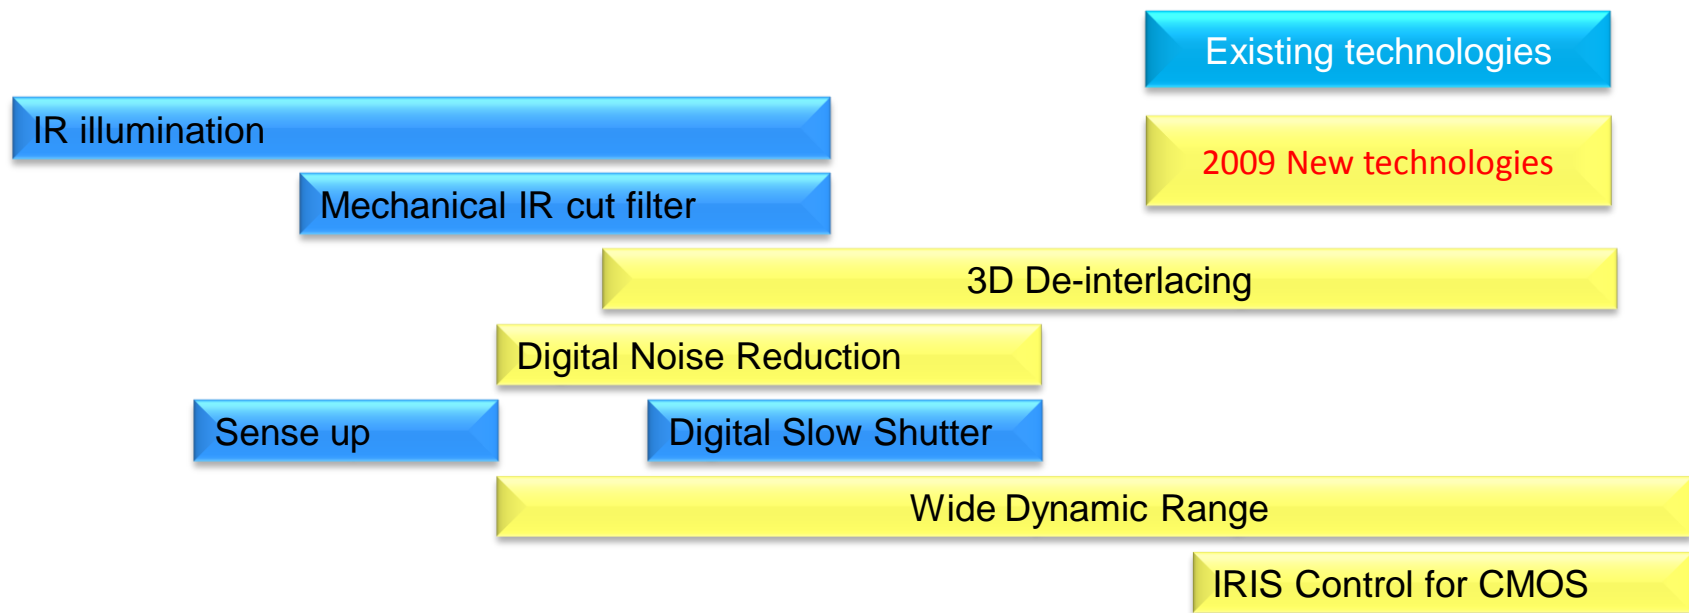 Existing technologies
IR illumination
2009 New technologies
Mechanical IR cut filter
3D De-interlacing
Digital Noise Reduction
Sense up
Digital Slow Shutter
Wide Dynamic Range
IRIS Control for CMOS